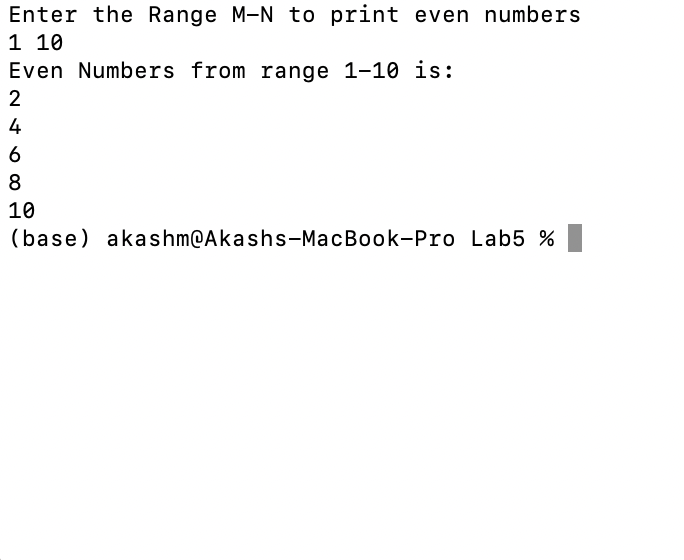 Enter the Range M-N to print even numbers
1 10
Even Numbers from range 1-10 is:
2
4
6
8
10
(base) akashm@Akashs-MacBook-Pro Lab5 %